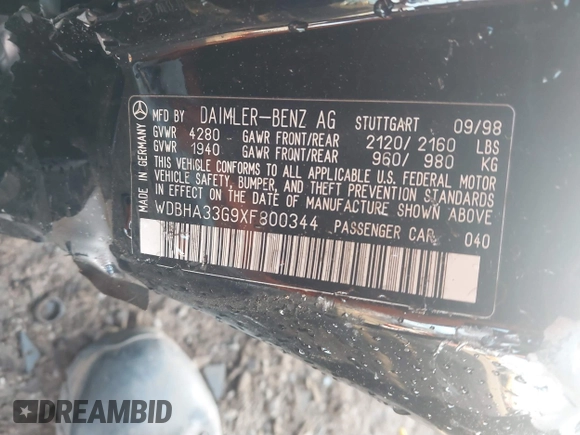 MADE IN GERMANY
MFD BY DAIMLER-BENZ AG STUTTGART 09/98
GVWR 4280 GAWR FRONT/REAR 2120/2160 LBS
GVWR 1940 GAWR FRONT/REAR 960/ 980 KG
THIS VEHICLE CONFORMS TO ALL APPLICABLE U.S. FEDERAL MOTOR
VEHICLE SAFETY, BUMPER, AND THEFT PREVENTION STANDARDS
IN EFFECT ON THE DATE OF MANUFACTURE SHOWN ABOVE
WDBHA33G9XF800344 PASSENGER CAR 040
DREAMBID